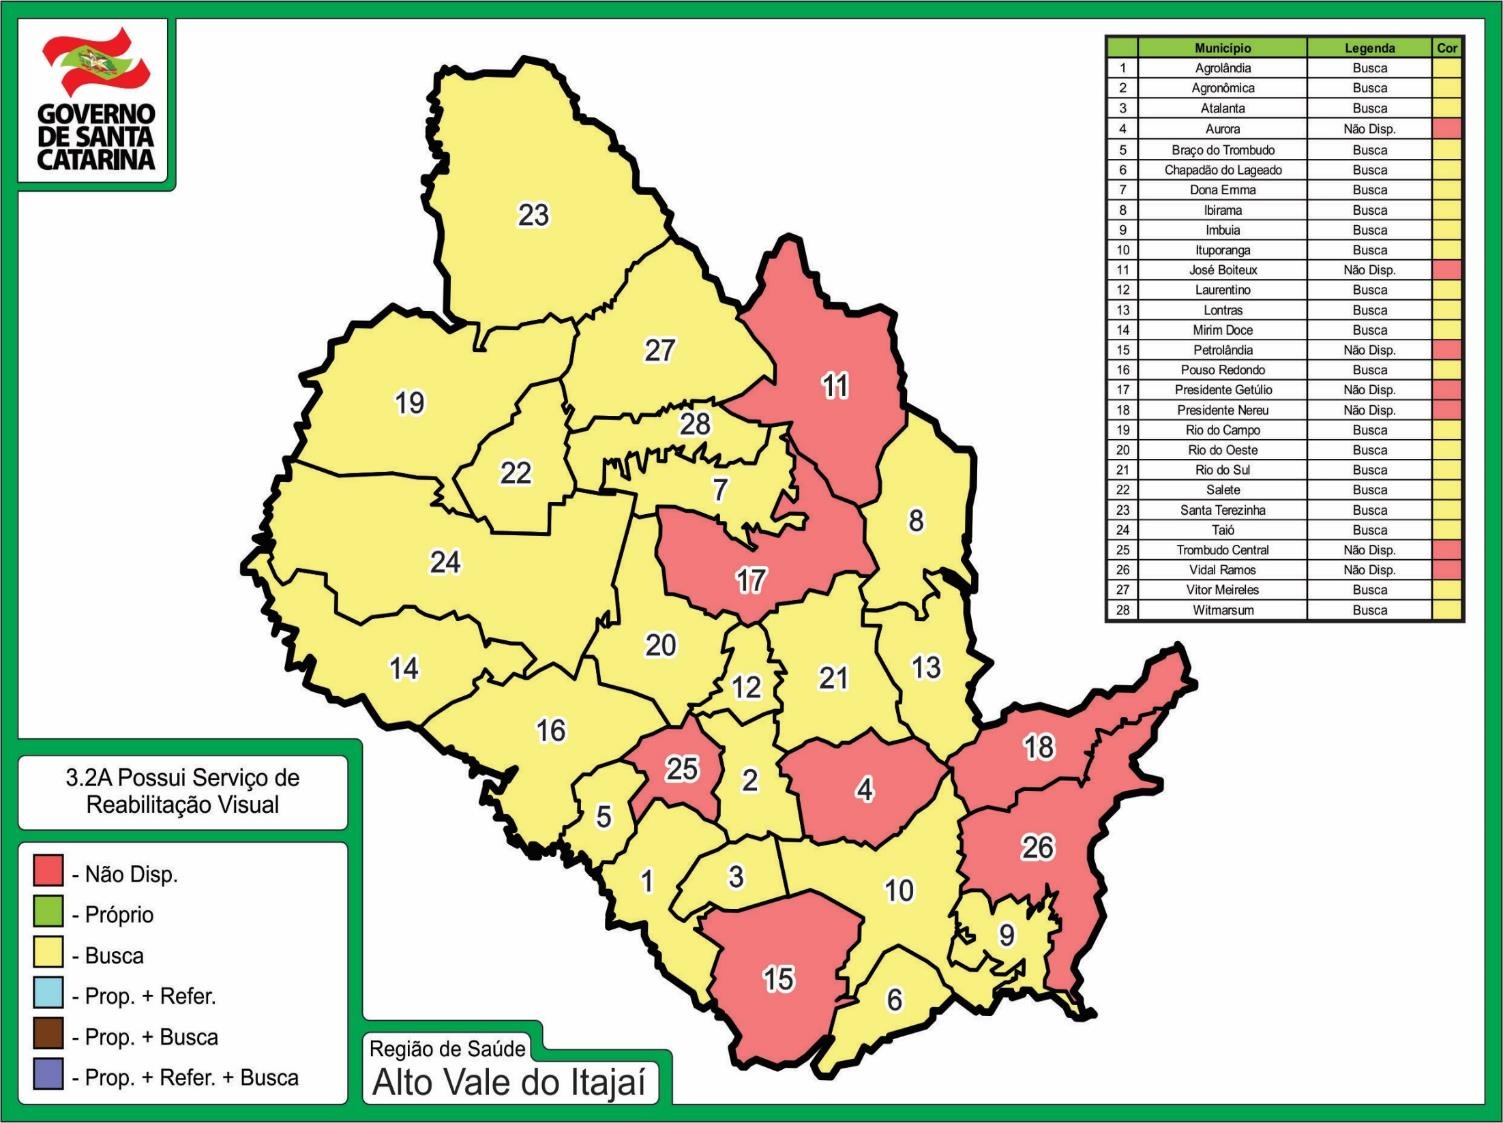 GOVERNO
DE SANTA
CATARINA
Município Legenda Cor
1 Agrolândia Busca
2 Agronômica Busca
3 Atalanta Busca
4 Aurora Não Disp.
5 Braço do Trombudo Busca
6 Chapadão do Lageado Busca
7 Dona Emma Busca
8 Ibirama Busca
9 Imbuia Busca
10 Ituporanga Busca
11 José Boiteux Não Disp.
12 Laurentino Busca
13 Lontras Busca
14 Mirim Doce Busca
15 Petrolândia Não Disp.
16 Pouso Redondo Busca
17 Presidente Getúlio Não Disp.
18 Presidente Nereu Não Disp.
19 Rio do Campo Busca
20 Rio do Oeste Busca
21 Rio do Sul Busca
22 Salete Busca
23 Santa Terezinha Busca
24 Taió Busca
25 Trombudo Central Não Disp.
26 Vidal Ramos Não Disp.
27 Vitor Meireles Busca
28 Witmarsum Busca
23
27
11
19
28
22
7
8
24
17
20
14
12
21
13
16
18
25
2
4
5
26
1
3
10
9
15
6
3.2A Possui Serviço de
Reabilitação Visual
- Não Disp.
- Próprio
- Busca
- Prop. + Refer.
- Prop. + Busca
- Prop. + Refer. + Busca
Região de Saúde
Alto Vale do Itajaí